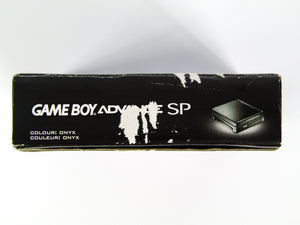 GAME BOY ADVANCE SP
COLOUR: ONYX
COULEUR: ONYX